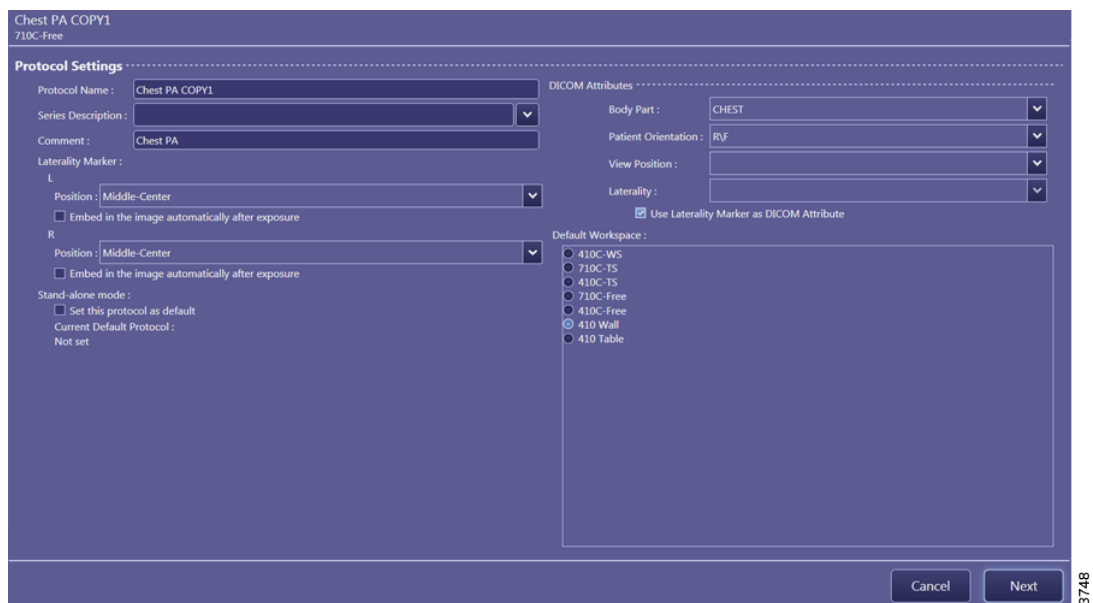 Chest PA COPY1
710C-Free
Protocol Settings
Protocol Name : Chest PA COPY1
Series Description :
Comment : Chest PA
Laterality Marker :
L
Position : Middle-Center
Embed in the image automatically after exposure
R
Position : Middle-Center
Embed in the image automatically after exposure
Stand-alone mode :
Set this protocol as default
Current Default Protocol :
Not set
DICOM Attributes
Body Part : CHEST
Patient Orientation : R\F
View Position :
Laterality :
Use Laterality Marker as DICOM Attribute
Default Workspace :
410C-WS
710C-TS
410C-TS
710C-Free
410C-Free
410 Wall
410 Table
Cancel Next
3748